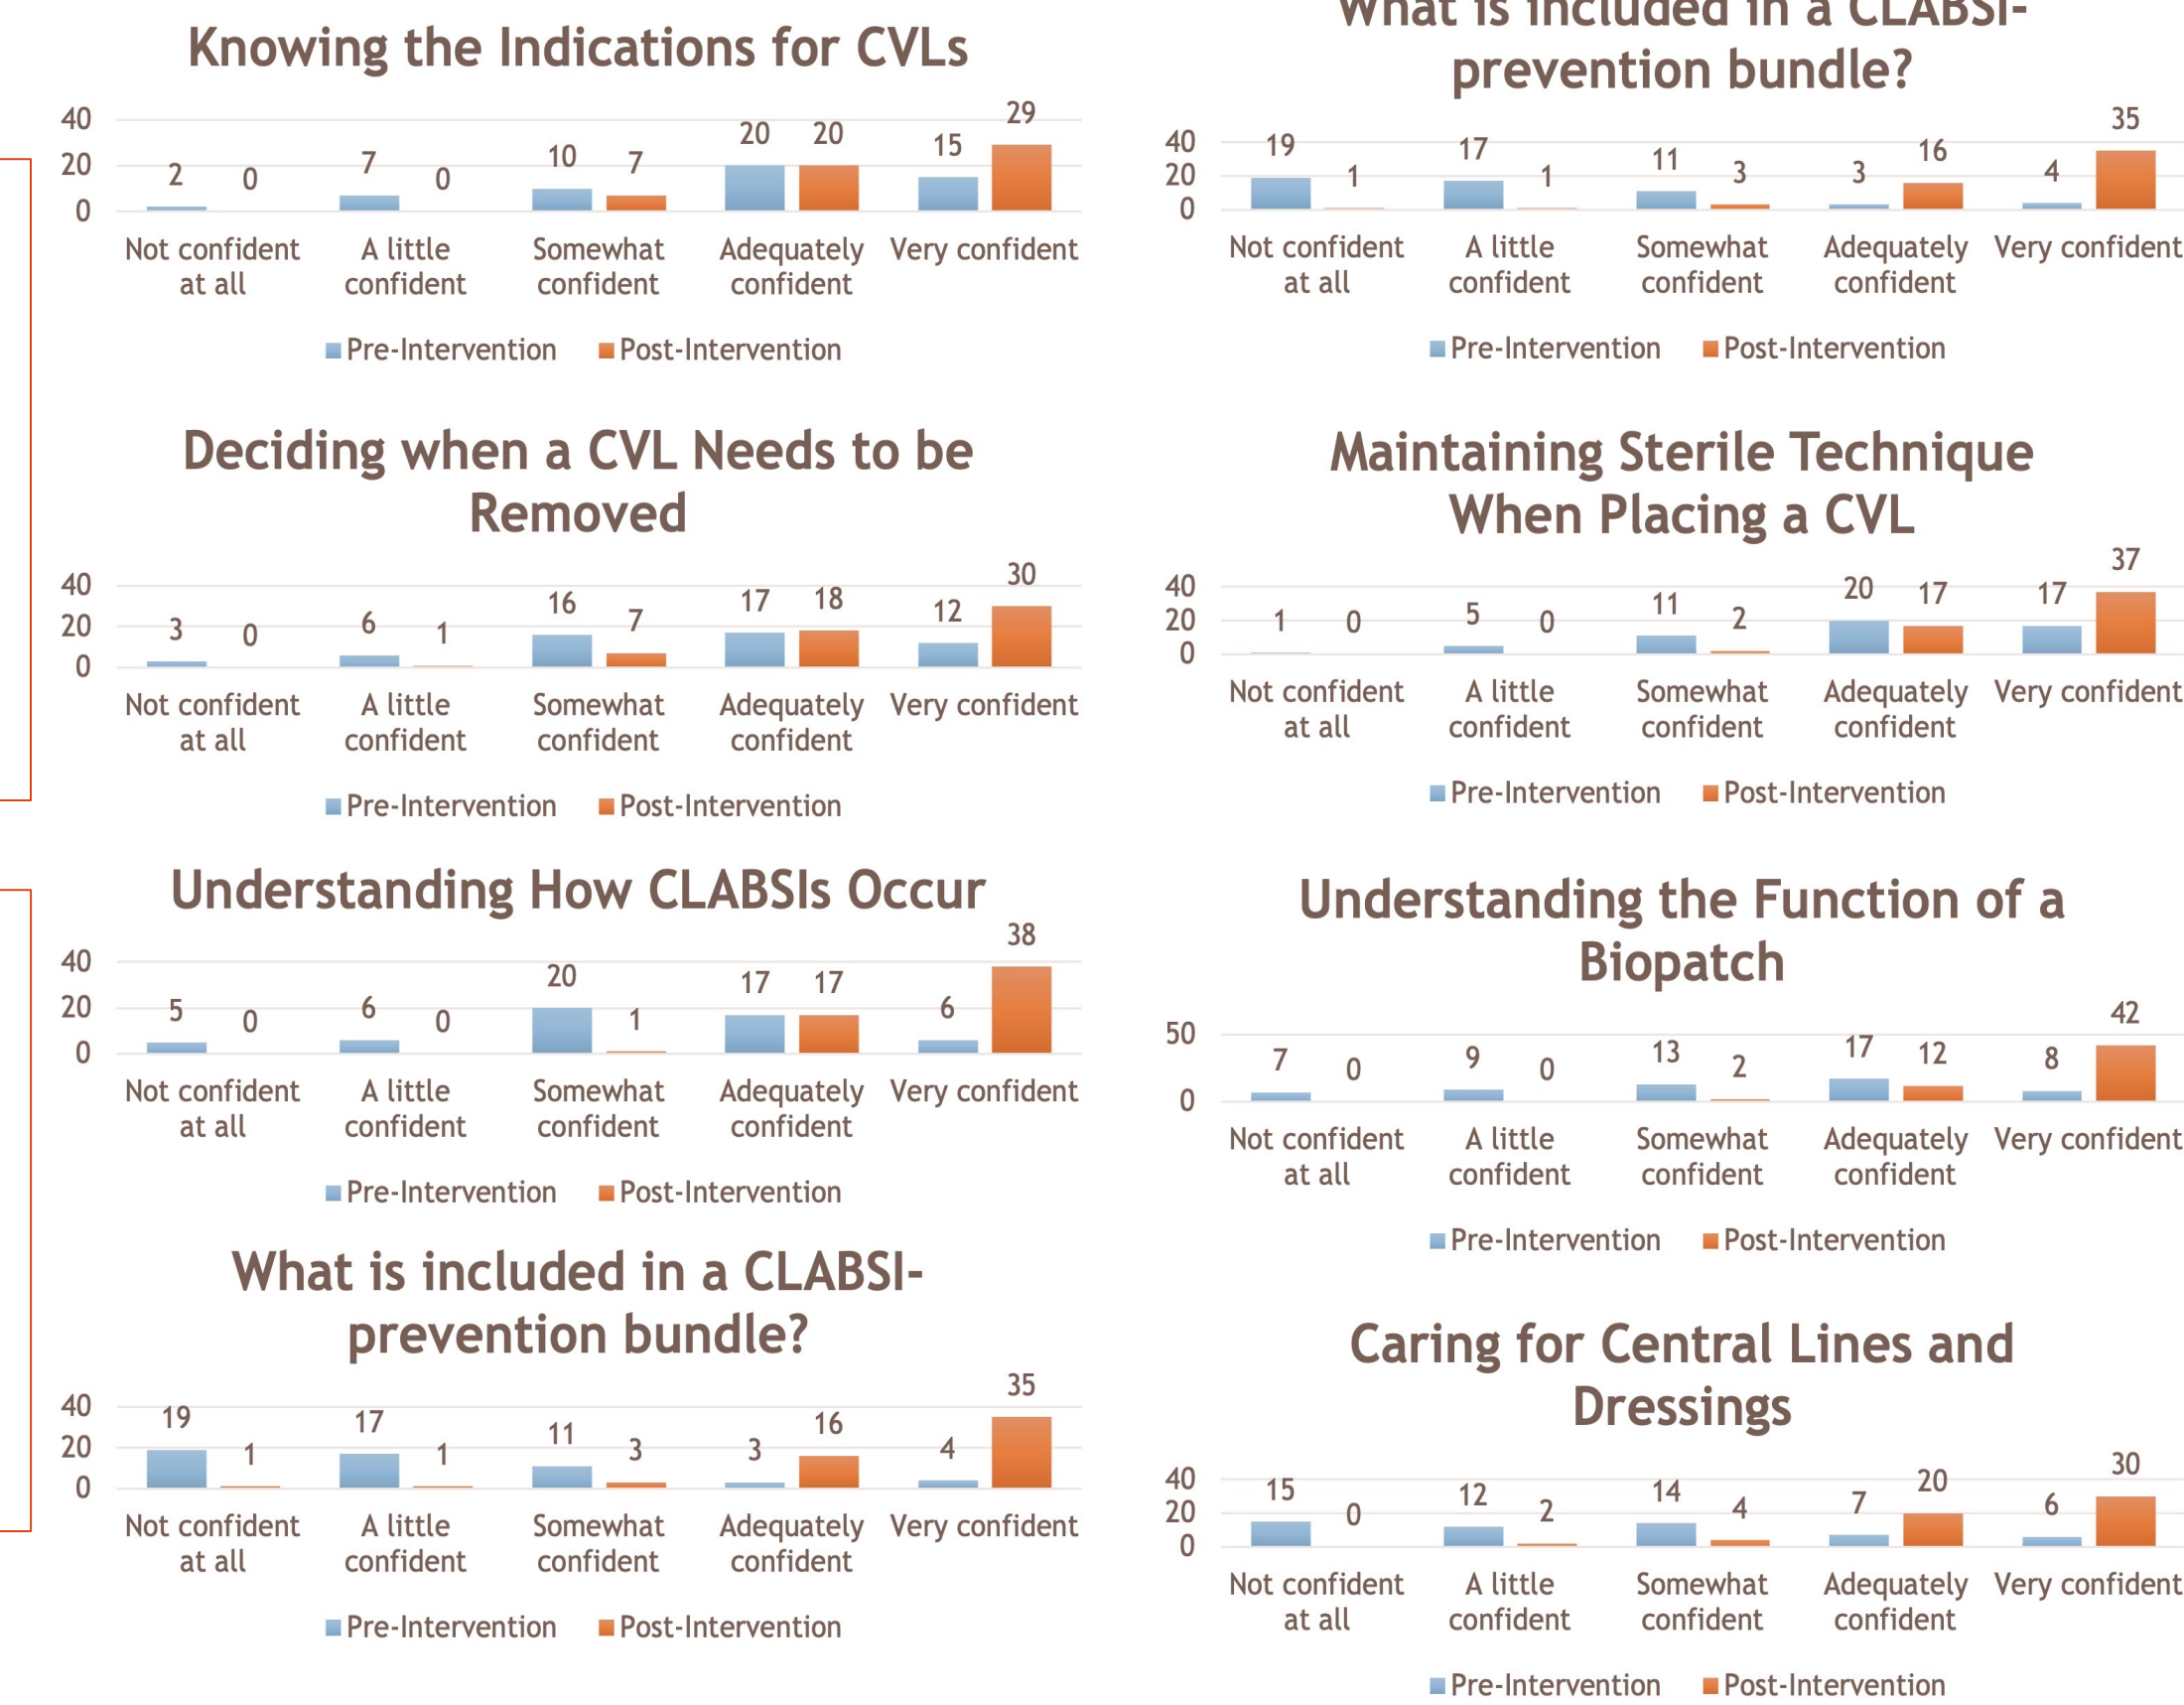 Knowing the Indications for CVLs
40
20
0
2 0 7 0 10 7 20 20 15 29
Not confident at all
A little confident
Somewhat confident
Adequately confident
Very confident
Pre-Intervention Post-Intervention
Deciding when a CVL Needs to be
Removed
40
20
0
3 0 6 1 16 7 17 18 12 30
Not confident at all
A little confident
Somewhat confident
Adequately confident
Very confident
Pre-Intervention Post-Intervention
Understanding How CLABSIs Occur
40
20
0
5 0 6 0 20 1 17 17 6 38
Not confident at all
A little confident
Somewhat confident
Adequately confident
Very confident
Pre-Intervention Post-Intervention
What is included in a CLABSI-
prevention bundle?
40
20
0
19 1 17 1 11 3 3 16 4 35
Not confident at all
A little confident
Somewhat confident
Adequately confident
Very confident
Pre-Intervention Post-Intervention
What is included in a CLABSI-
prevention bundle?
40
20
0
19 1 17 1 11 3 3 16 4 35
Not confident at all
A little confident
Somewhat confident
Adequately confident
Very confident
Pre-Intervention Post-Intervention
Maintaining Sterile Technique
When Placing a CVL
40
20
0
1 0 5 0 11 2 20 17 17 37
Not confident at all
A little confident
Somewhat confident
Adequately confident
Very confident
Pre-Intervention Post-Intervention
Understanding the Function of a
Biopatch
50
0
7 0 9 0 13 2 17 12 8 42
Not confident at all
A little confident
Somewhat confident
Adequately confident
Very confident
Pre-Intervention Post-Intervention
Caring for Central Lines and
Dressings
40
20
0
15 0 12 2 14 4 7 20 6 30
Not confident at all
A little confident
Somewhat confident
Adequately confident
Very confident
Pre-Intervention Post-Intervention